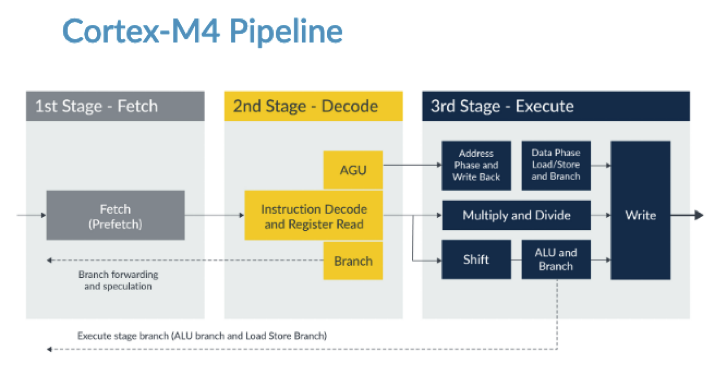 Cortex-M4 Pipeline
1st Stage - Fetch
2nd Stage - Decode
3rd Stage - Execute
Fetch
(Prefetch)
AGU
Instruction Decode
and Register Read
Branch
Address
Phase and
Write Back
Data Phase
Load/Store
and Branch
Multiply and Divide
Shift
ALU and
Branch
Write
Branch forwarding
and speculation
Execute stage branch (ALU branch and Load Store Branch)